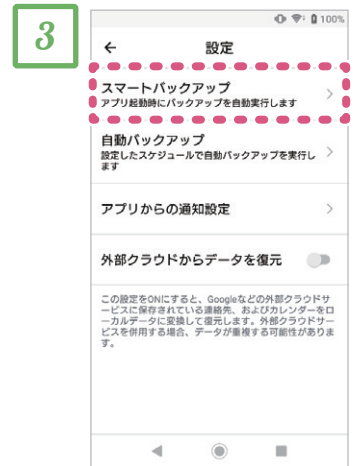 3
100%
設定
スマートバックアップ
アプリ起動時にバックアップを自動実行します
自動バックアップ
設定したスケジュールで自動バックアップを実行し
ます
アプリからの通知設定
外部クラウドからデータを復元
この設定をONにすると、Googleなどの外部クラウドサ
ービスに保存されている連絡先、およびカレンダーをロ
ーカルデータに変換して復元します。外部クラウドサー
ビスを併用する場合、データが重複する可能性がありま
す。